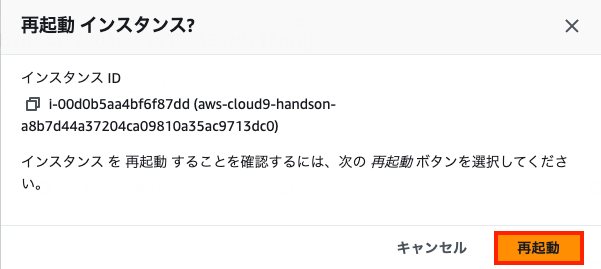 再起動 インスタンス?
インスタンス ID
i-00d0b5aa4bf6f87dd (aws-cloud9-handson-
a8b7d44a37204ca09810a35ac9713dc0)
インスタンス を 再起動 することを確認するには、次の 再起動 ボタンを選択してくださ
い。
キャンセル
再起動